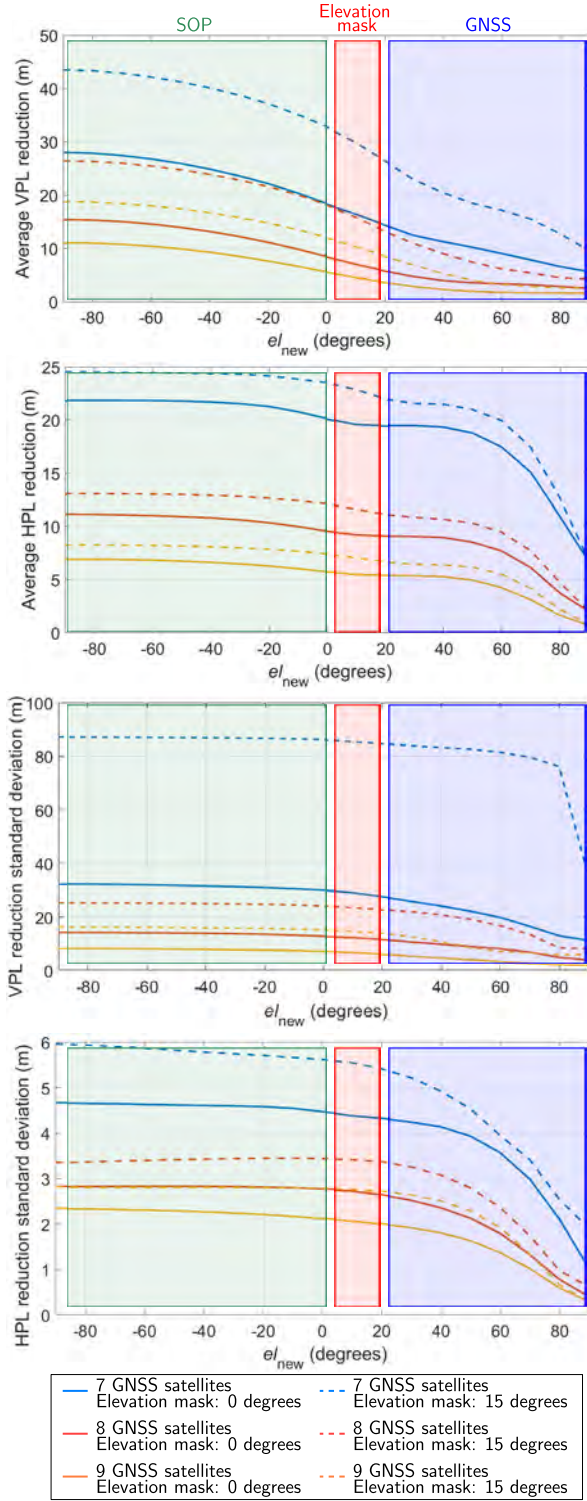 SOP
Elevation
mask
GNSS
50
40
30
20
10
0
Average VPL reduction (m)
-80 -60 -40 -20 0 20 40 60 80
el_new (degrees)
25
20
15
10
5
0
Average HPL reduction (m)
-80 -60 -40 -20 0 20 40 60 80
el_new (degrees)
100
80
60
40
20
0
VPL reduction standard deviation (m)
-80 -60 -40 -20 0 20 40 60 80
el_new (degrees)
6
5
4
3
2
1
0
HPL reduction standard deviation (m)
-80 -60 -40 -20 0 20 40 60 80
el_new (degrees)
7 GNSS satellites
Elevation mask: 0 degrees
7 GNSS satellites
Elevation mask: 15 degrees
8 GNSS satellites
Elevation mask: 0 degrees
8 GNSS satellites
Elevation mask: 15 degrees
9 GNSS satellites
Elevation mask: 0 degrees
9 GNSS satellites
Elevation mask: 15 degrees